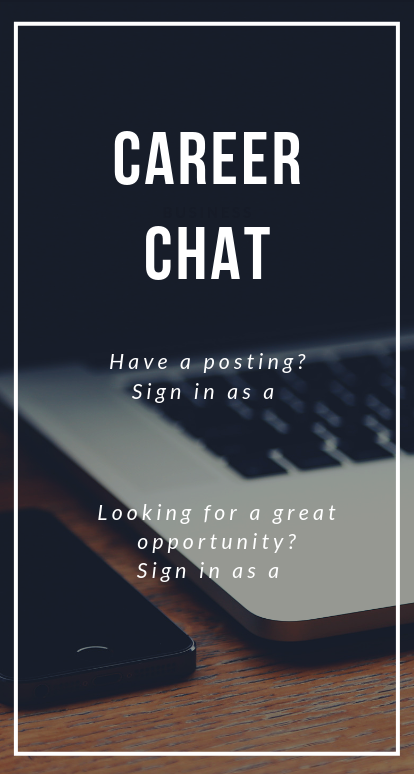 CAREER
CHAT
Have a posting?
Sign in as a
Looking for a great
opportunity?
Sign in as a